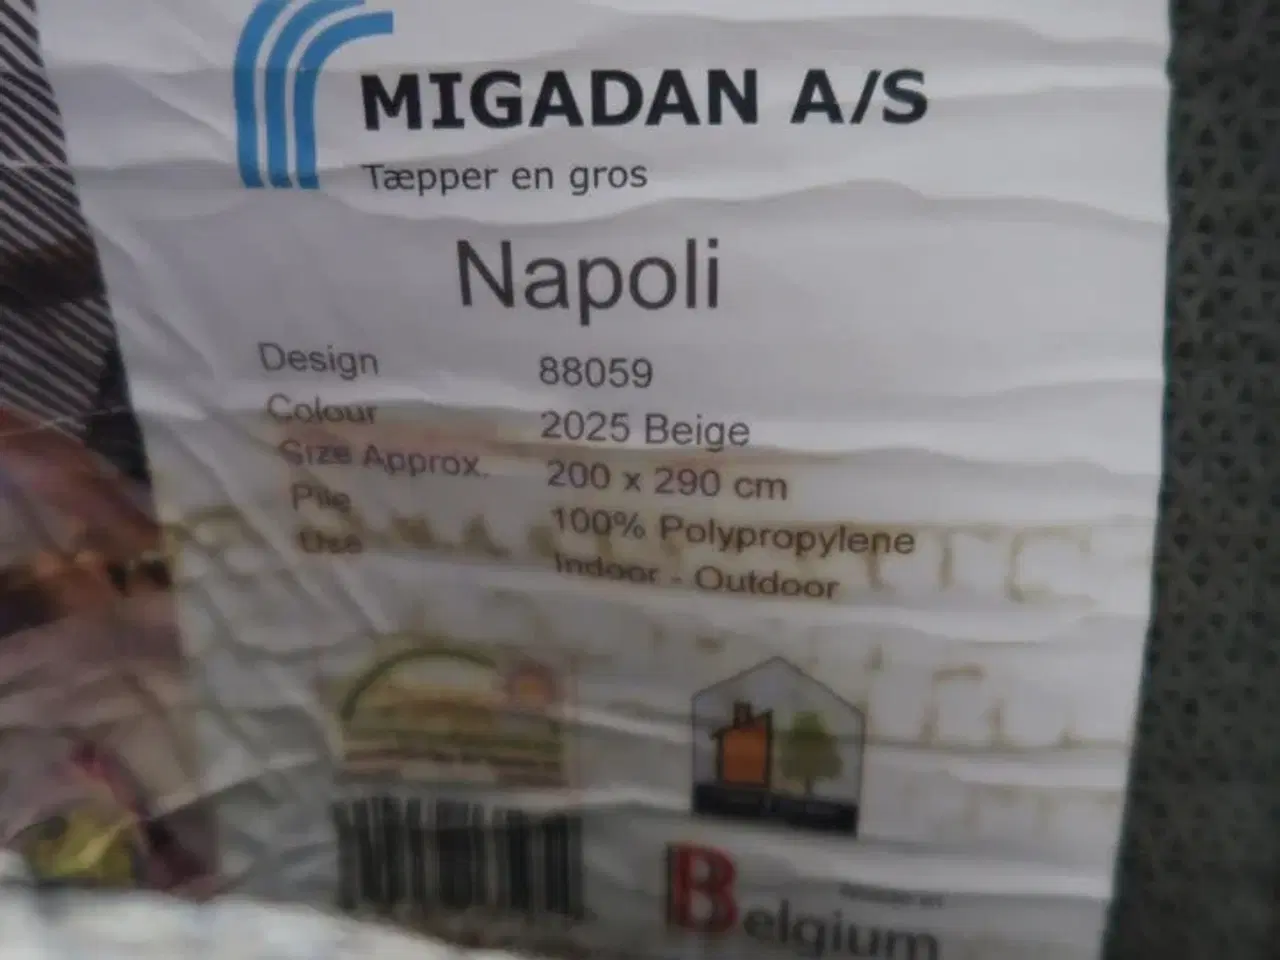 MIGADAN A/S
Tæpper en gros
Napoli
Design 88059
Colour 2025 Beige
Size Approx. 200 x 290 cm
Pile 100% Polypropylene
Use Indoor - Outdoor
Belgium